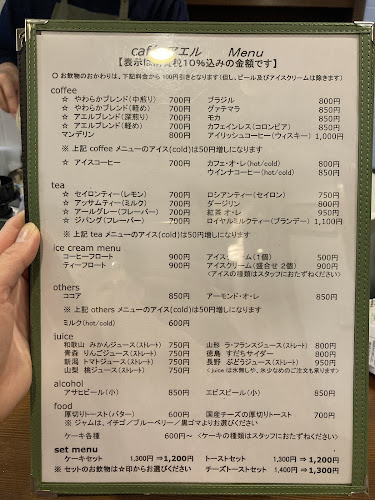 café アエル Menu
【表示は消費税10%込みの金額です】
○ お飲物のおかわりは、下記料金から100円引きとなります(但し、ビール及びアイスクリームは除きます)
coffee
☆ やわらかブレンド(中煎り) 700円 ブラジル 800円
☆ やわらかブレンド(軽め) 700円 グァテマラ 850円
☆ アエルブレンド(深煎り) 700円 モカ 850円
☆ アエルブレンド(軽め) 700円 カフェインレス(コロンビア) 850円
マンデリン 800円 アイリッシュコーヒー(ウィスキー) 1,000円
※ 上記 coffee メニューのアイス(cold)は50円増しになります
☆ アイスコーヒー 700円 カフェ・オ・レ(hot/cold) 800円
ウインナコーヒー(hot/cold) 850円
tea
☆ セイロンティー(レモン) 700円 ロシアンティー(セイロン) 750円
☆ アッサムティー(ミルク) 700円 ダージリン 800円
☆ アールグレー(フレーバー) 700円 紅茶 オ・レ 950円
☆ ジパング(フレーバー) 700円 ロイヤルミルクティー(ブランデー) 1,100円
※ 上記 tea メニューのアイス(cold)は50円増しになります
ice cream menu
コーヒーフロート 900円 アイスクリーム(1個) 500円
ティーフロート 900円 アイスクリーム(盛合せ 2個) 900円
<アイスの種類はスタッフにおたずねください>
others
ココア 850円 アーモンド・オ・レ 850円
※ 上記 others メニューのアイス(cold)は50円増しになります
ミルク(hot/cold) 600円
juice
和歌山 みかんジュース(ストレート) 850円 山形 ラ・フランスジュース(ストレート) 850円
青森 りんごジュース(ストレート) 850円 徳島 すだちサイダー 850円
新潟 トマトジュース(ストレート) 850円 長野 ぶどうジュース(ストレート) 950円
山梨 桃ジュース(ストレート) 850円 <juice は氷無しや、氷少なめのご注文も承ります>
alcohol
アサヒビール(小) 850円 エビスビール(小) 850円
food
厚切りトースト(バター) 600円 国産チーズの厚切りトースト 700円
※ ジャムは、イチゴ/ブルーベリー/黒ゴマよりお選びください
ケーキ各種 600円~ <ケーキの種類はスタッフにおたずねください>
set menu
ケーキセット 1,300円 ⇒1,200円 トーストセット 1,300円 ⇒1,200円
※ セットのお飲物は☆印からお選びください チーズトーストセット 1,400円 ⇒1,300円